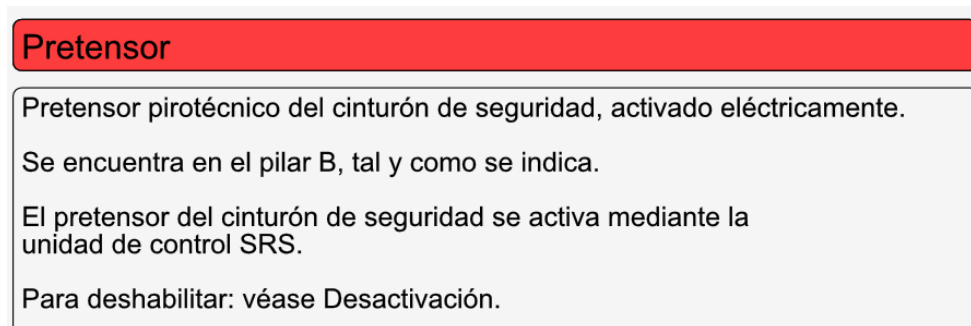 Pretensor
Pretensor pirotécnico del cinturón de seguridad, activado eléctricamente.
Se encuentra en el pilar B, tal y como se indica.
El pretensor del cinturón de seguridad se activa mediante la
unidad de control SRS.
Para deshabilitar: véase Desactivación.